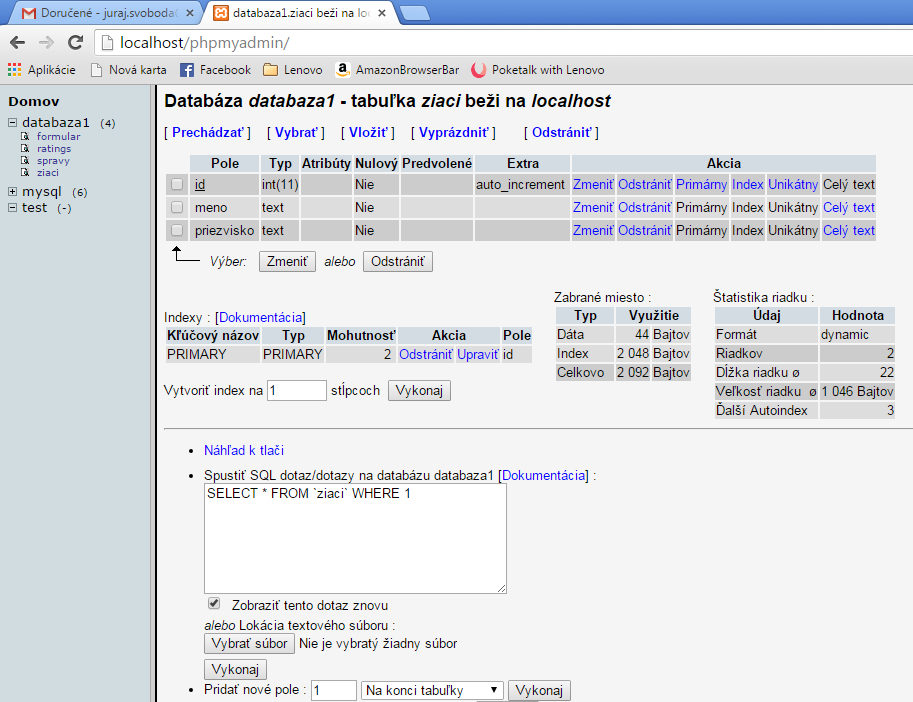 Doručené - juraj.svoboda
databaza1.ziaci beži na lo
localhost/phpmyadmin/
Aplikácie Nová karta Facebook Lenovo AmazonBrowserBar Poketalk with Lenovo
Domov
databaza1 (4)
formular
ratings
spravy
ziaci
mysql (6)
test (-)
Databáza databaza1 - tabuľka ziaci beži na localhost
[ Prechádzať ] [ Vybrať ] [ Vložiť ] [ Vyprázdniť ] [ Odstrániť ]
Pole Typ Atribúty Nulový Predvolené Extra Akcia
id int(11) Nie auto_increment Zmeniť Odstrániť Primárny Index Unikátny Celý text
meno text Nie Zmeniť Odstrániť Primárny Index Unikátny Celý text
priezvisko text Nie Zmeniť Odstrániť Primárny Index Unikátny Celý text
Výber: Zmeniť alebo Odstrániť
Indexy : [Dokumentácia]
Kľúčový názov Typ Mohutnosť Akcia Pole
PRIMARY PRIMARY 2 Odstrániť Upraviť id
Vytvoriť index na 1 stĺpcoch Vykonaj
Zabrané miesto :
Typ Využitie
Dáta 44 Bajtov
Index 2 048 Bajtov
Celkovo 2 092 Bajtov
Štatistika riadku :
Údaj Hodnota
Formát dynamic
Riadkov 2
Dĺžka riadku ø 22
Veľkosť riadku ø 1 046 Bajtov
Ďalší Autoindex 3
Náhľad k tlači
Spustiť SQL dotaz/dotazy na databázu databaza1 [Dokumentácia] :
SELECT * FROM `ziaci` WHERE 1
Zobraziť tento dotaz znovu
alebo Lokácia textového súboru :
Vybrať súbor Nie je vybratý žiadny súbor
Vykonaj
Pridať nové pole : 1 Na konci tabuľky Vykonaj